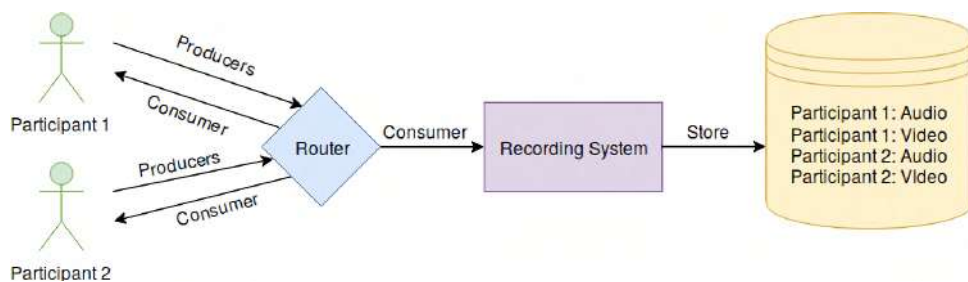 Producers
Consumer
Participant 1
Producers
Consumer
Participant 2
Router
Consumer
Recording System
Store
Participant 1: Audio
Participant 1: Video
Participant 2: Audio
Participant 2: VIdeo